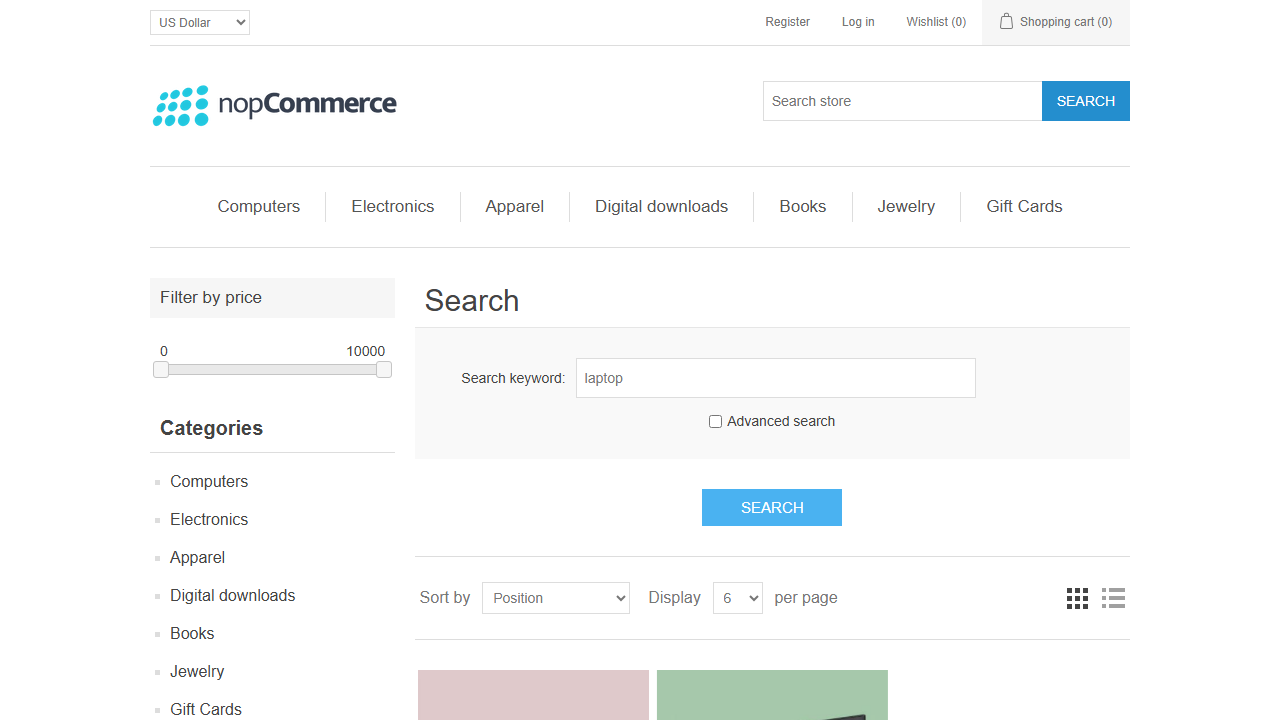 US Dollar
Register
Log in
Wishlist (0)
Shopping cart (0)
nopCommerce
Search store
SEARCH
Computers
Electronics
Apparel
Digital downloads
Books
Jewelry
Gift Cards
Filter by price
0
10000
Categories
Computers
Electronics
Apparel
Digital downloads
Books
Jewelry
Gift Cards
Search
Search keyword:
laptop
Advanced search
SEARCH
Sort by
Position
Display
6
per page